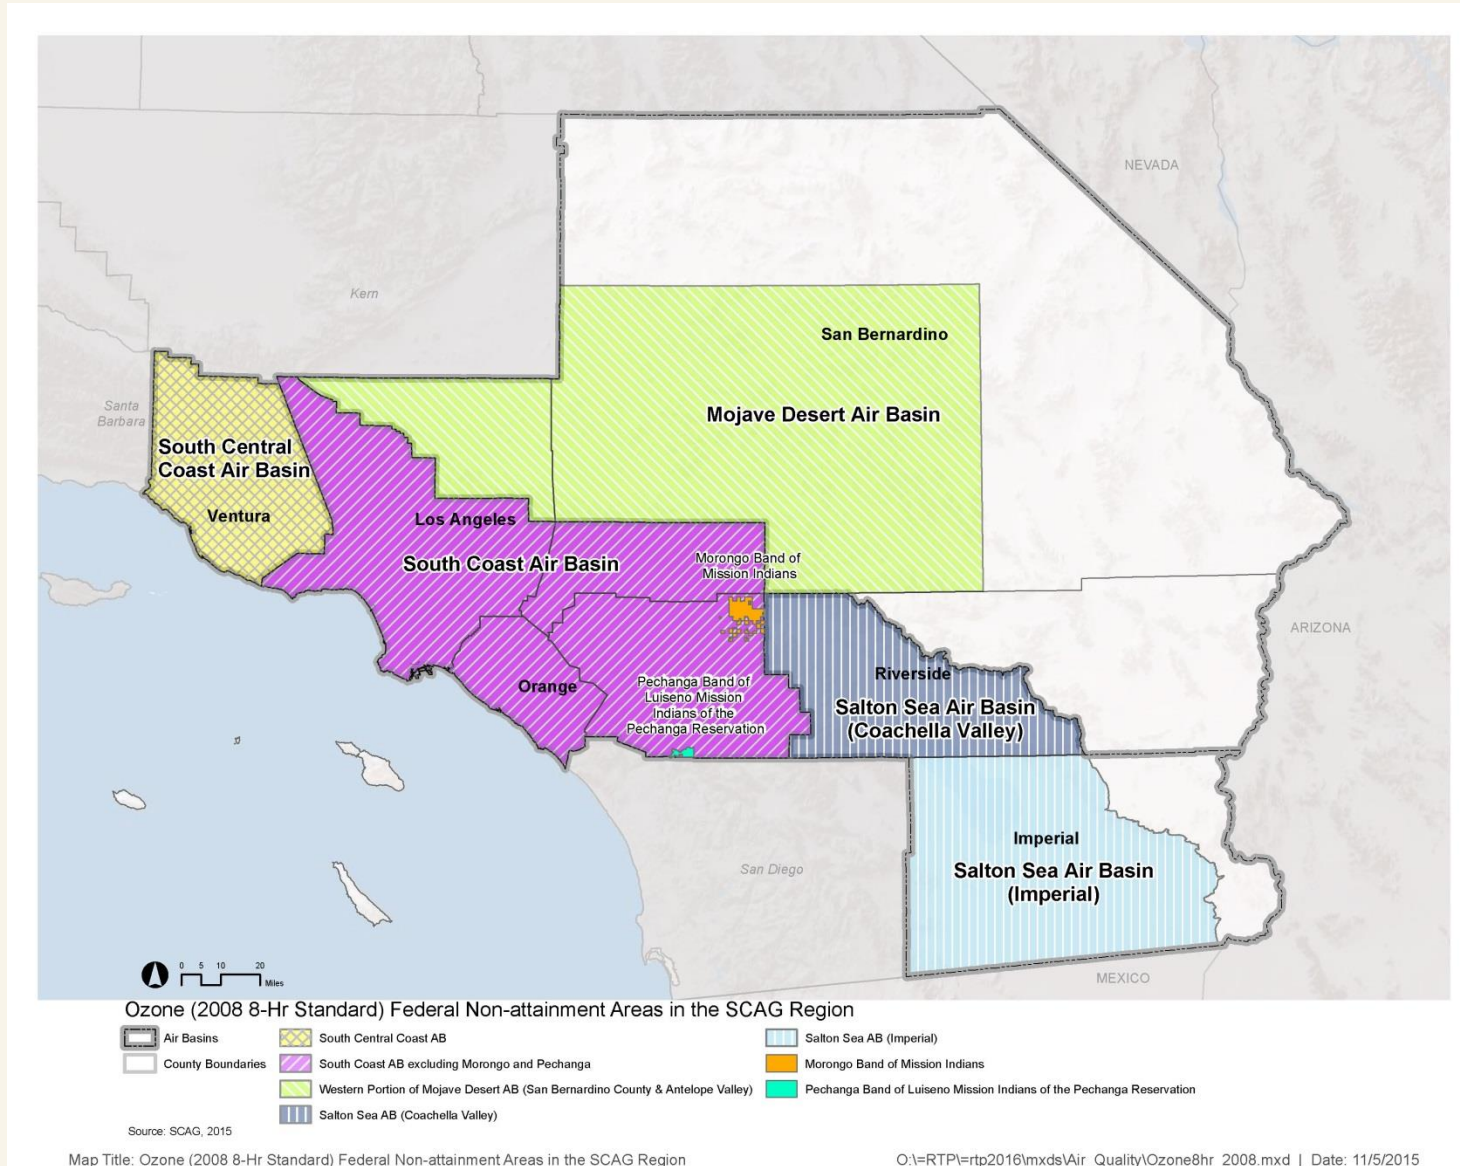 NEVADA
Kern
San Bernardino
Santa
Barbara
Mojave Desert Air Basin
South Central
Coast Air Basin
Ventura
Los Angeles
South Coast Air Basin
Morongo Band of
Mission Indians
ARIZONA
Orange
Pechanga Band of
Luiseno Mission
Indians of the
Pechanga Reservation
Riverside
Salton Sea Air Basin
(Coachella Valley)
Imperial
Salton Sea Air Basin
(Imperial)
San Diego
MEXICO
0 5 10 20
Miles
Ozone (2008 8-Hr Standard) Federal Non-attainment Areas in the SCAG Region
Air Basins
County Boundaries
South Central Coast AB
South Coast AB excluding Morongo and Pechanga
Western Portion of Mojave Desert AB (San Bernardino County & Antelope Valley)
Salton Sea AB (Coachella Valley)
Salton Sea AB (Imperial)
Morongo Band of Mission Indians
Pechanga Band of Luiseno Mission Indians of the Pechanga Reservation
Source: SCAG, 2015
Map Title: Ozone (2008 8-Hr Standard) Federal Non-attainment Areas in the SCAG Region
O:\=RTP\=rtp2016\mxds\Air_Quality\Ozone8hr_2008.mxd | Date: 11/5/2015